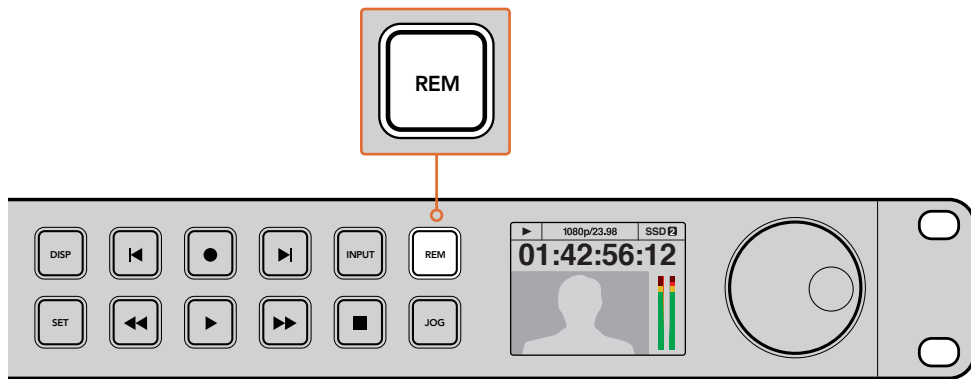 REM
DISP
INPUT
REM
1080p/23.98
SSD 2
01:42:56:12
SET
JOG